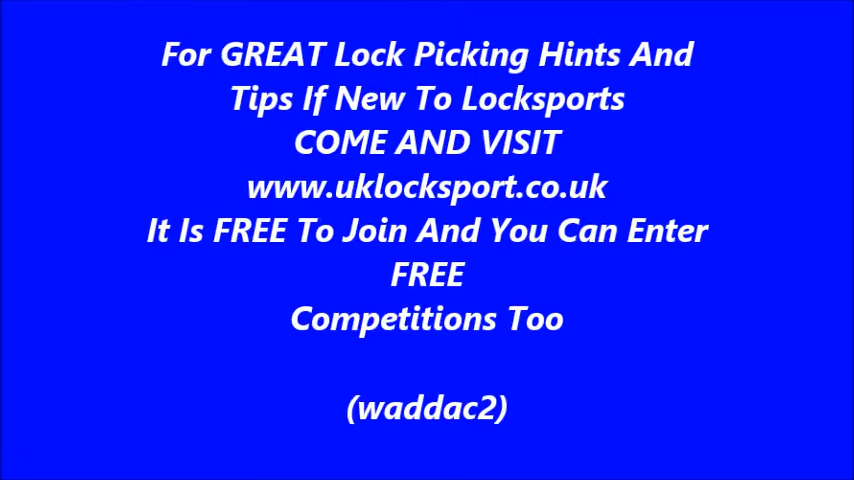 For GREAT Lock Picking Hints And
Tips If New To Locksports
COME AND VISIT
www.uklocksport.co.uk
It Is FREE To Join And You Can Enter
FREE
Competitions Too
(waddac2)